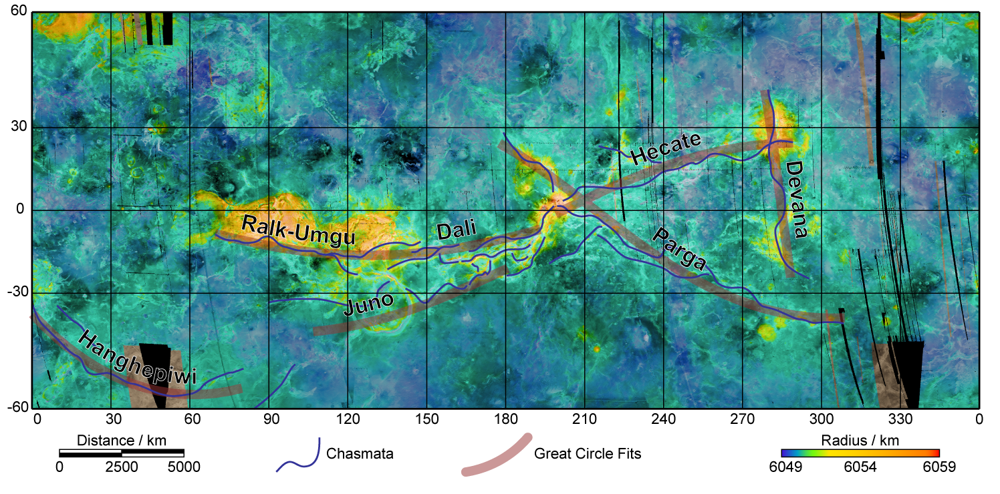 60
30
0
-30
-60
Hecate
Devana
Ralk-Umgu
Dali
Parga
Juno
Hanghepiwi
0 30 60 90 120 150 180 210 240 270 300 330 0
Distance / km
0 2500 5000
Chasmata
Great Circle Fits
Radius / km
6049 6054 6059